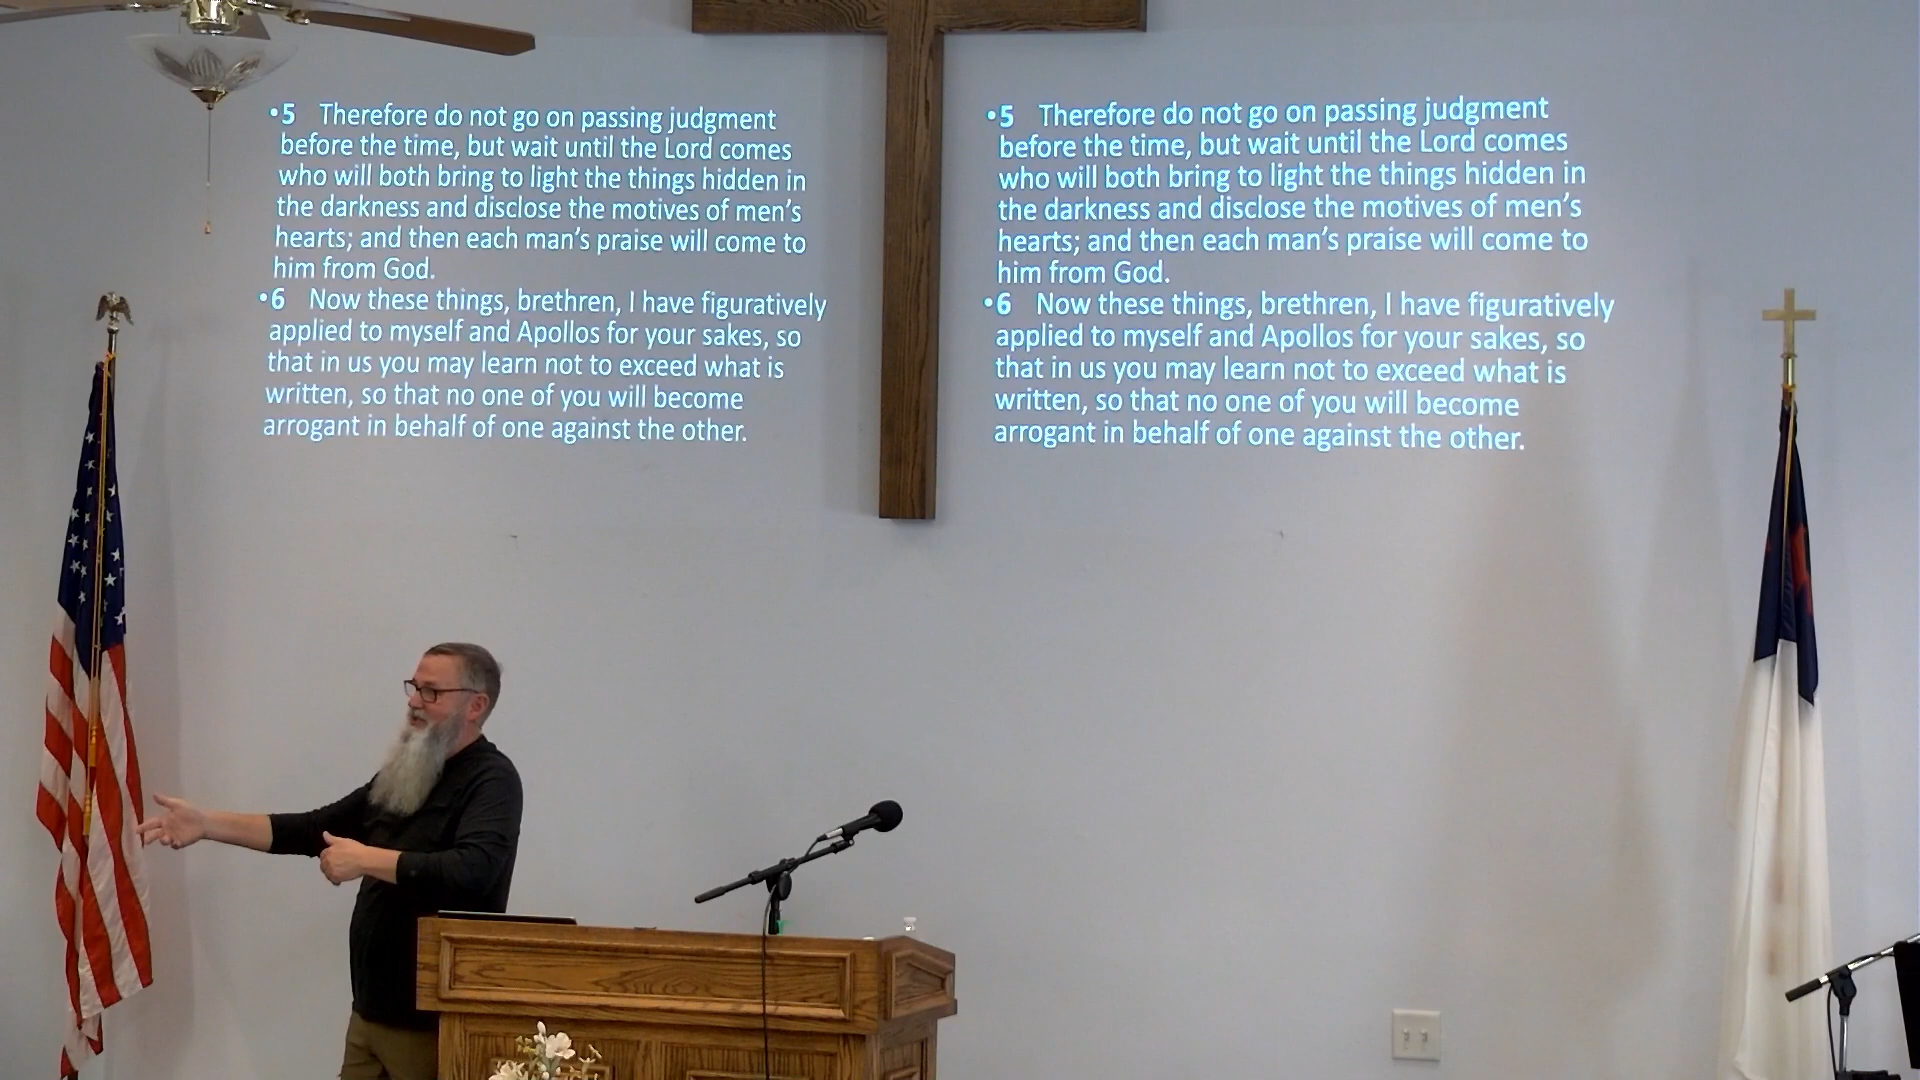 •5 Therefore do not go on passing judgment
before the time, but wait until the Lord comes
who will both bring to light the things hidden in
the darkness and disclose the motives of men’s
hearts; and then each man’s praise will come to
him from God.
•6 Now these things, brethren, I have figuratively
applied to myself and Apollos for your sakes, so
that in us you may learn not to exceed what is
written, so that no one of you will become
arrogant in behalf of one against the other.
•5 Therefore do not go on passing judgment
before the time, but wait until the Lord comes
who will both bring to light the things hidden in
the darkness and disclose the motives of men’s
hearts; and then each man’s praise will come to
him from God.
•6 Now these things, brethren, I have figuratively
applied to myself and Apollos for your sakes, so
that in us you may learn not to exceed what is
written, so that no one of you will become
arrogant in behalf of one against the other.